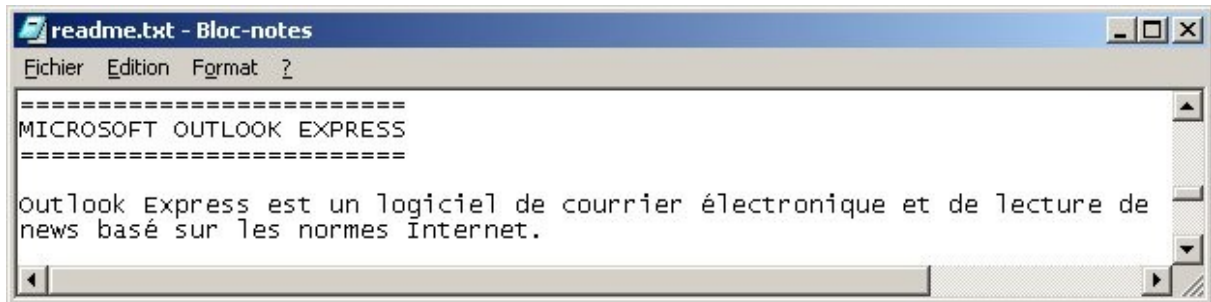 readme.txt - Bloc-notes
Fichier Edition Format ?
=========================
MICROSOFT OUTLOOK EXPRESS
=========================
Outlook Express est un logiciel de courrier électronique et de lecture de
news basé sur les normes Internet.